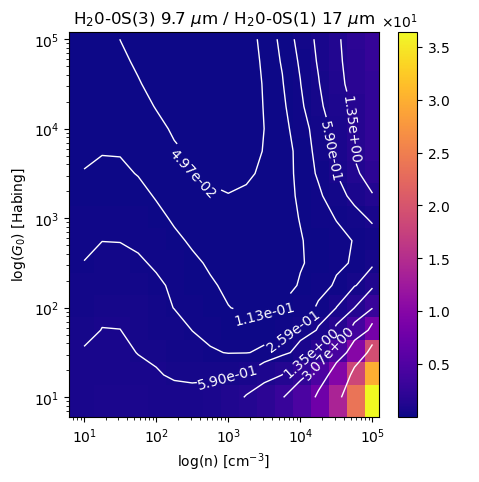 H₂0-0S(3) 9.7 μm / H₂0-0S(1) 17 μm
×10¹
log(G₀) [Habing]
10⁵
10⁴
10³
10²
10¹
4.97e-02
5.90e-01
1.35e+00
1.13e-01
2.59e-01
5.90e-01
1.35e+00
3.07e+00
10¹
10²
10³
10⁴
10⁵
log(n) [cm⁻³]
3.5
3.0
2.5
2.0
1.5
1.0
0.5